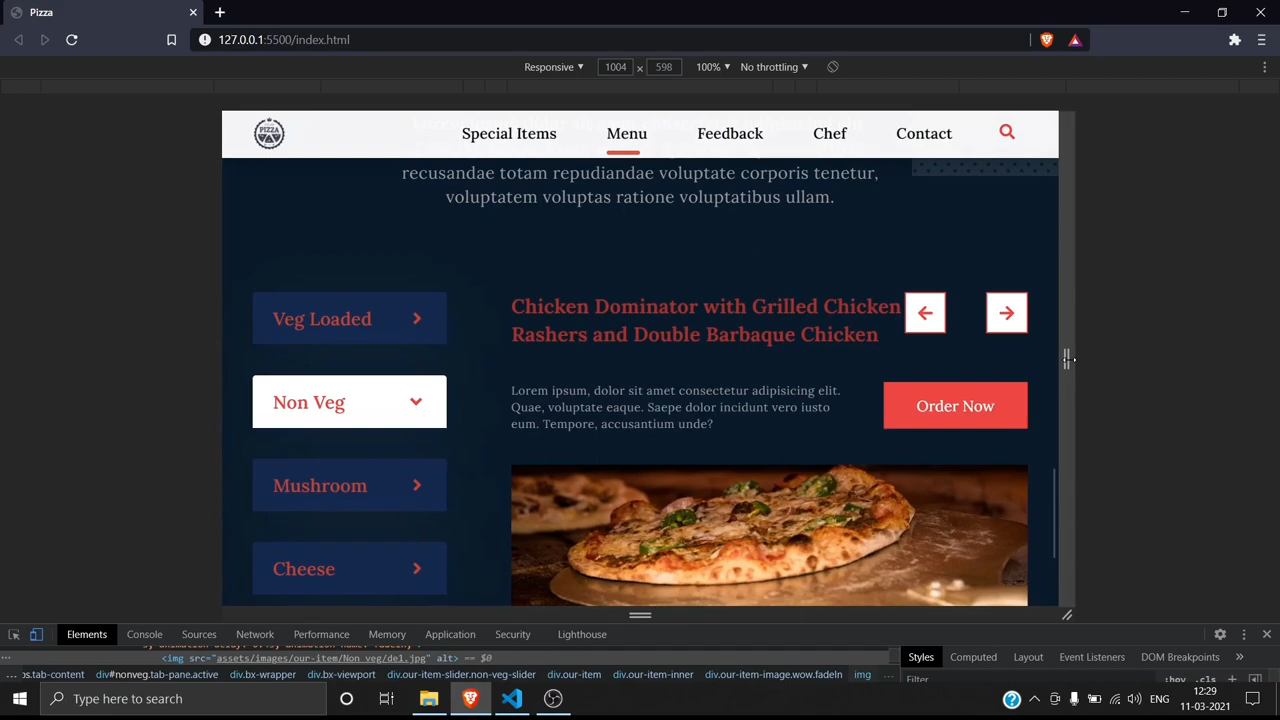 Pizza
127.0.0.1:5500/index.html
Responsive 1004 × 598 100% No throttling
PIZZA
Special Items Menu Feedback Chef Contact
recusandae totam repudiandae voluptate corporis tenetur,
voluptatem voluptas ratione voluptatibus ullam.
Veg Loaded
Non Veg
Mushroom
Cheese
Chicken Dominator with Grilled Chicken
Rashers and Double Barbaque Chicken
Lorem ipsum, dolor sit amet consectetur adipisicing elit.
Quae, voluptate eaque. Saepe dolor incidunt vero iusto
eum. Tempore, accusantium unde?
Order Now
Elements Console Sources Network Performance Memory Application Security Lighthouse
<img src="assets/images/our-item/Non veg/de1.jpg" alt> == $0
Styles Computed Layout Event Listeners DOM Breakpoints
... ps.tab-content div#nonveg.tab-pane.active div.bx-wrapper div.bx-viewport div.our-item-slider.non-veg-slider div.our-item div.our-item-inner div.our-item-image.wow.fadeIn img
Filter :hov .cls
Type here to search
ENG
12:29
11-03-2021